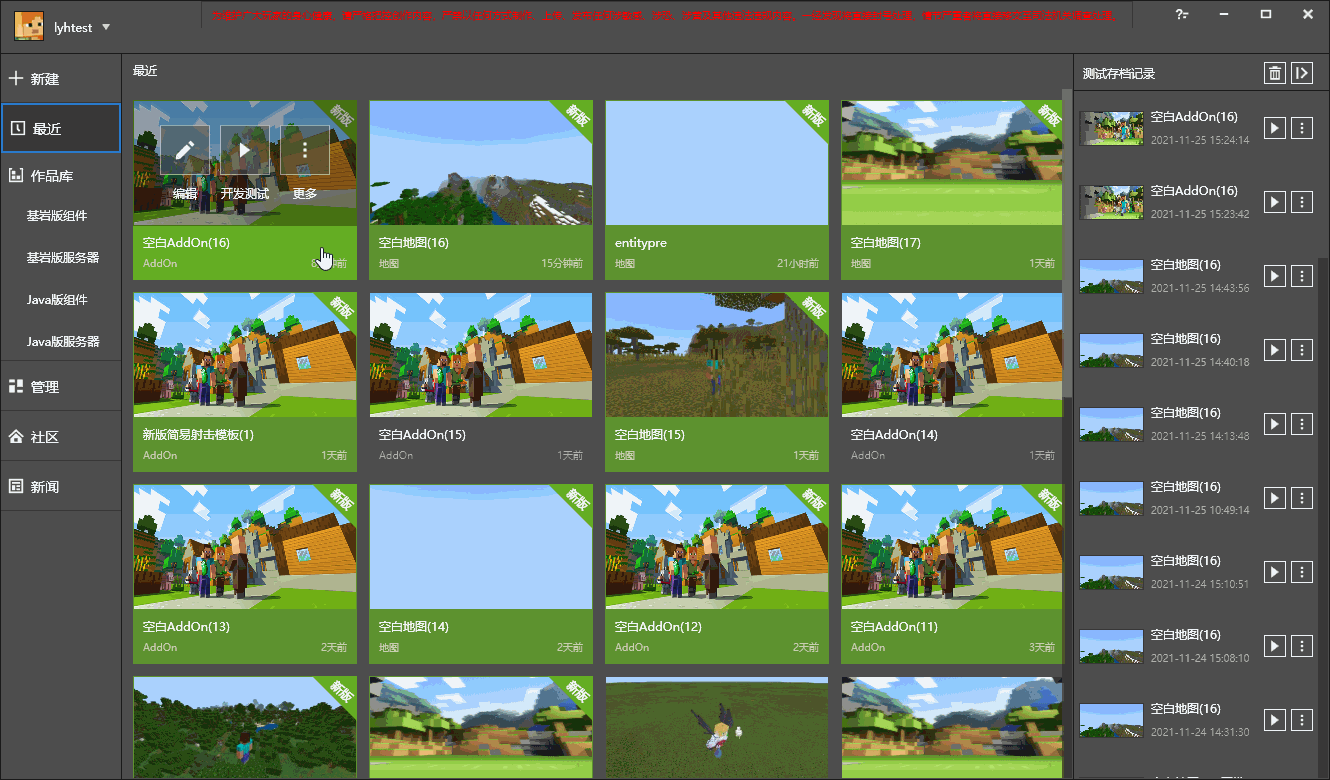 lyhtest
新建
最近
作品库
基岩版组件
基岩版服务器
Java版组件
Java版服务器
管理
社区
新闻
最近
新版
编辑
开发测试
更多
空白AddOn(16)
AddOn
新版
空白地图(16)
地图
15分钟前
新版
entitypre
地图
21小时前
新版
空白地图(17)
地图
1天前
新版
新版简易射击模板(1)
AddOn
1天前
空白AddOn(15)
AddOn
1天前
新版
空白地图(15)
地图
1天前
空白AddOn(14)
AddOn
1天前
新版
空白AddOn(13)
AddOn
2天前
新版
空白地图(14)
地图
2天前
新版
空白AddOn(12)
AddOn
2天前
新版
空白AddOn(11)
AddOn
3天前
新版
新版
测试存档记录
空白AddOn(16)
2021-11-25 15:24:14
空白AddOn(16)
2021-11-25 15:23:42
空白地图(16)
2021-11-25 14:43:56
空白地图(16)
2021-11-25 14:40:18
空白地图(16)
2021-11-25 14:13:48
空白地图(16)
2021-11-25 10:49:14
空白地图(16)
2021-11-24 15:10:51
空白地图(16)
2021-11-24 15:08:10
空白地图(16)
2021-11-24 14:31:30